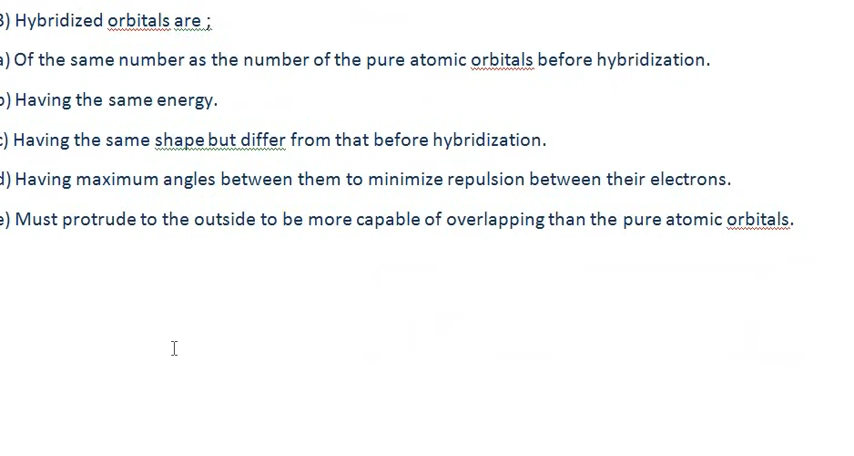 3) Hybridized orbitals are ;
a) Of the same number as the number of the pure atomic orbitals before hybridization.
b) Having the same energy.
c) Having the same shape but differ from that before hybridization.
d) Having maximum angles between them to minimize repulsion between their electrons.
e) Must protrude to the outside to be more capable of overlapping than the pure atomic orbitals.